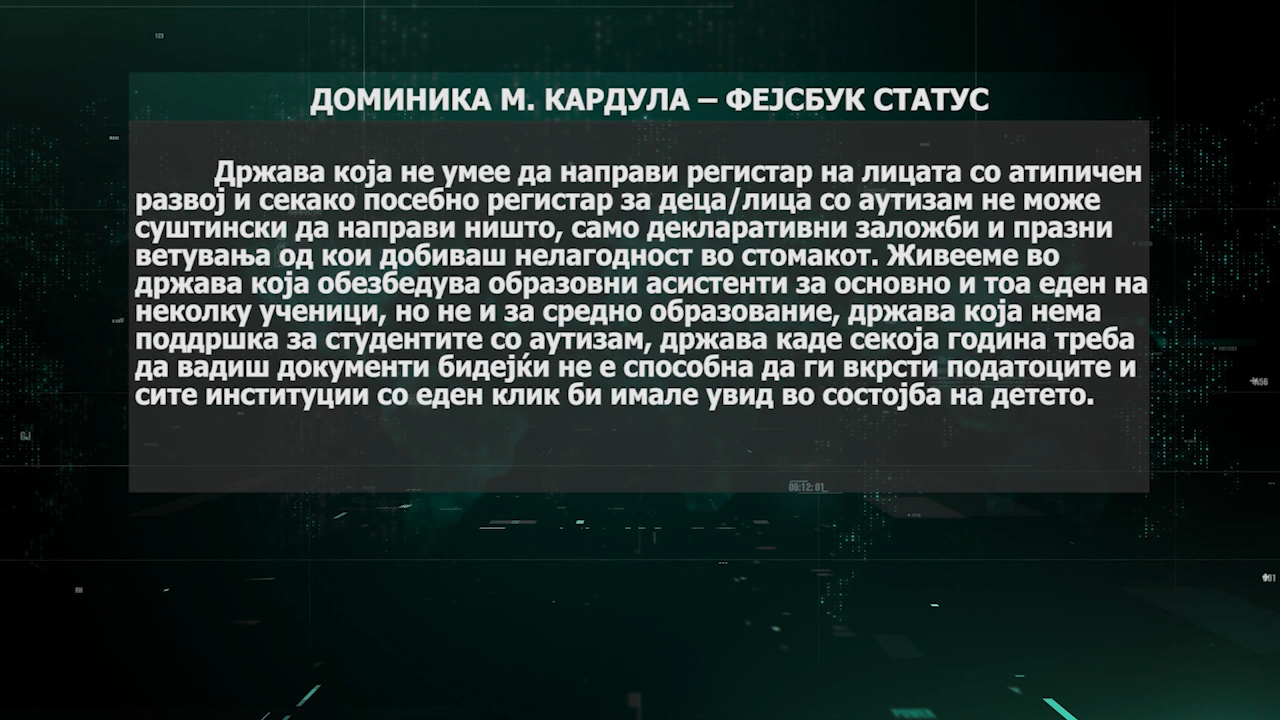 ДОМИНИКА М. КАРДУЛА – ФЕЈСБУК СТАТУС
Држава која не умее да направи регистар на лицата со атипичен
развој и секако посебно регистар за деца/лица со аутизам не може
суштински да направи ништо, само декларативни заложби и празни
ветувања од кои добиваш нелагодност во стомакот. Живееме во
држава која обезбедува образовни асистенти за основно и тоа еден на
неколку ученици, но не и за средно образование, држава која нема
поддршка за студентите со аутизам, држава каде секоја година треба
да вадиш документи бидејќи не е способна да ги вкрсти податоците и
сите институции со еден клик би имале увид во состојба на детето.